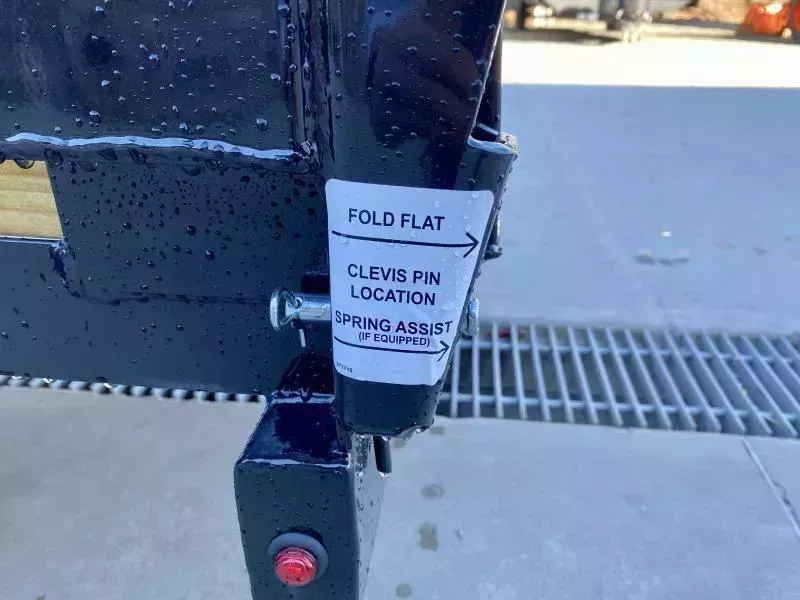 FOLD FLAT
CLEVIS PIN
LOCATION
SPRING ASSIST
(IF EQUIPPED)